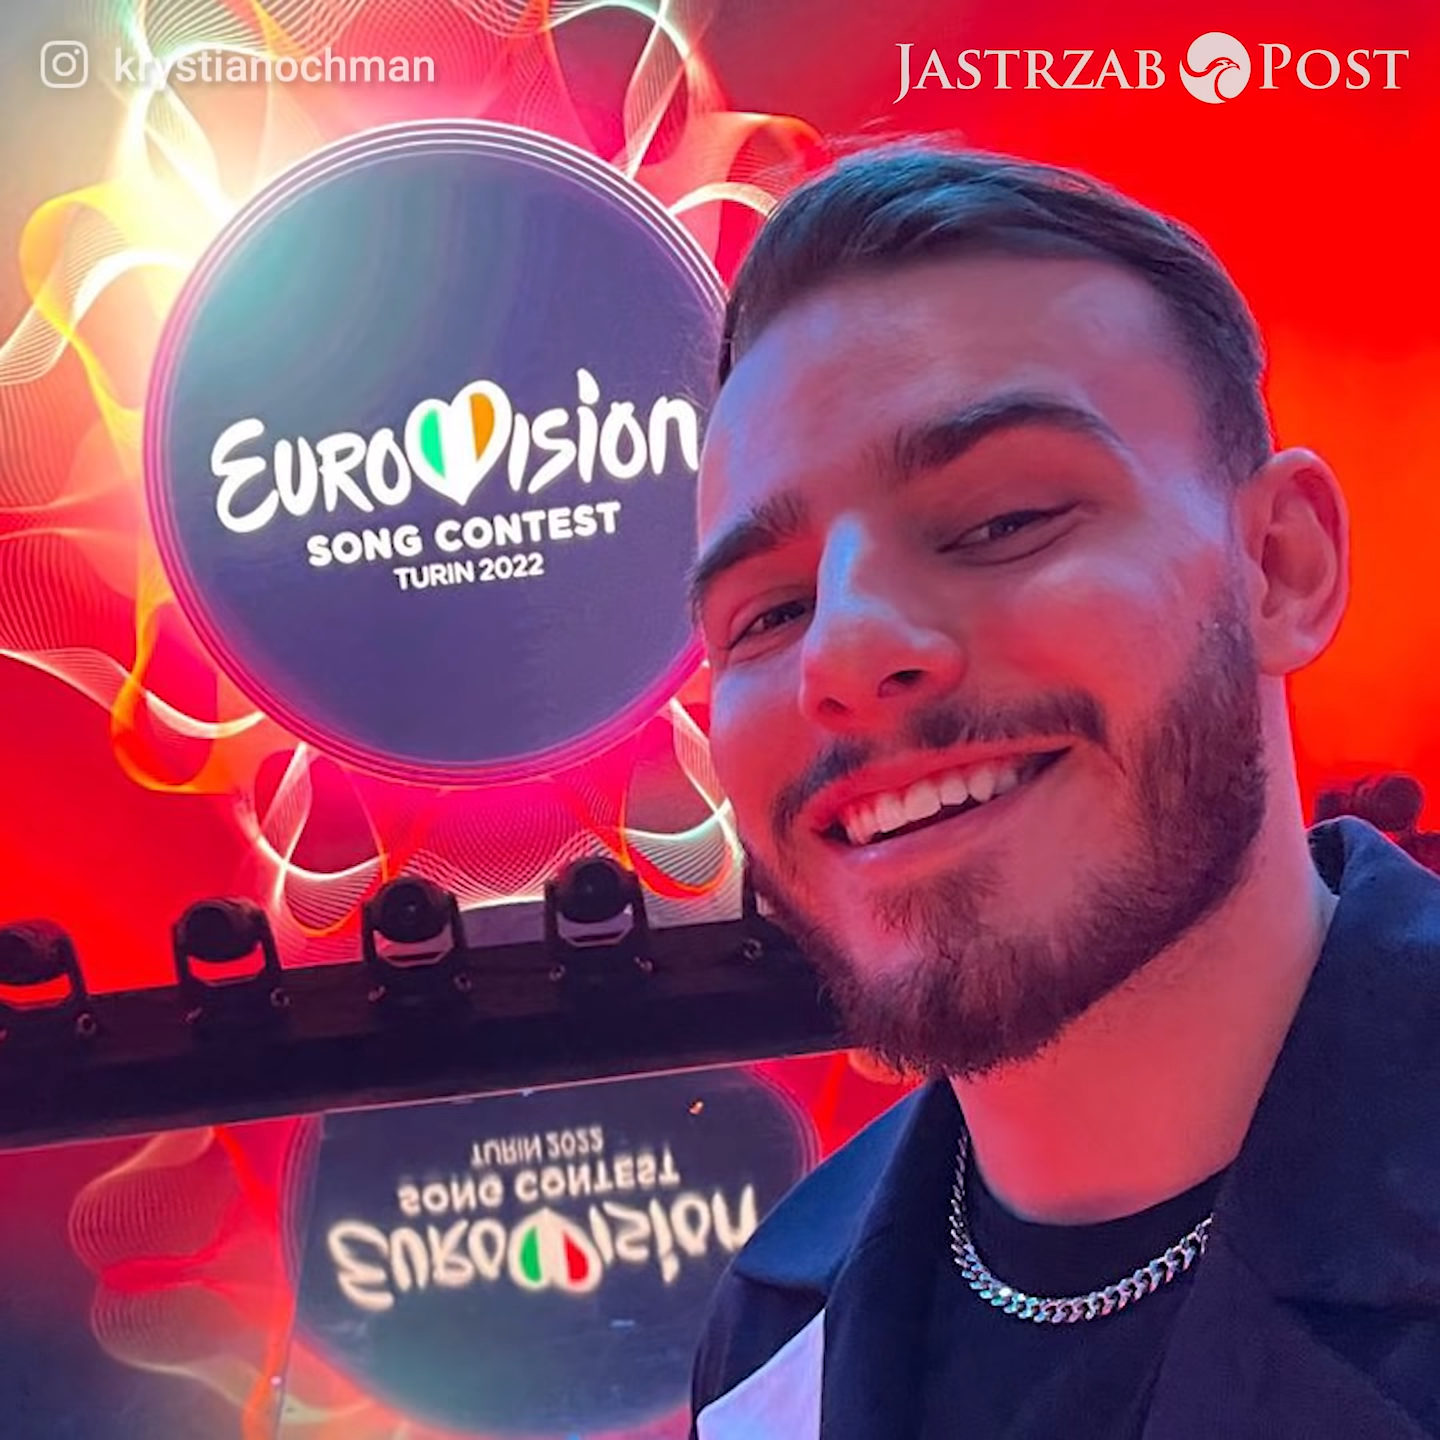 krystianochman
JASTRZAB POST
EUROVISION
SONG CONTEST
TURIN 2022
TURIN 2022
SONG CONTEST
EUROVISION